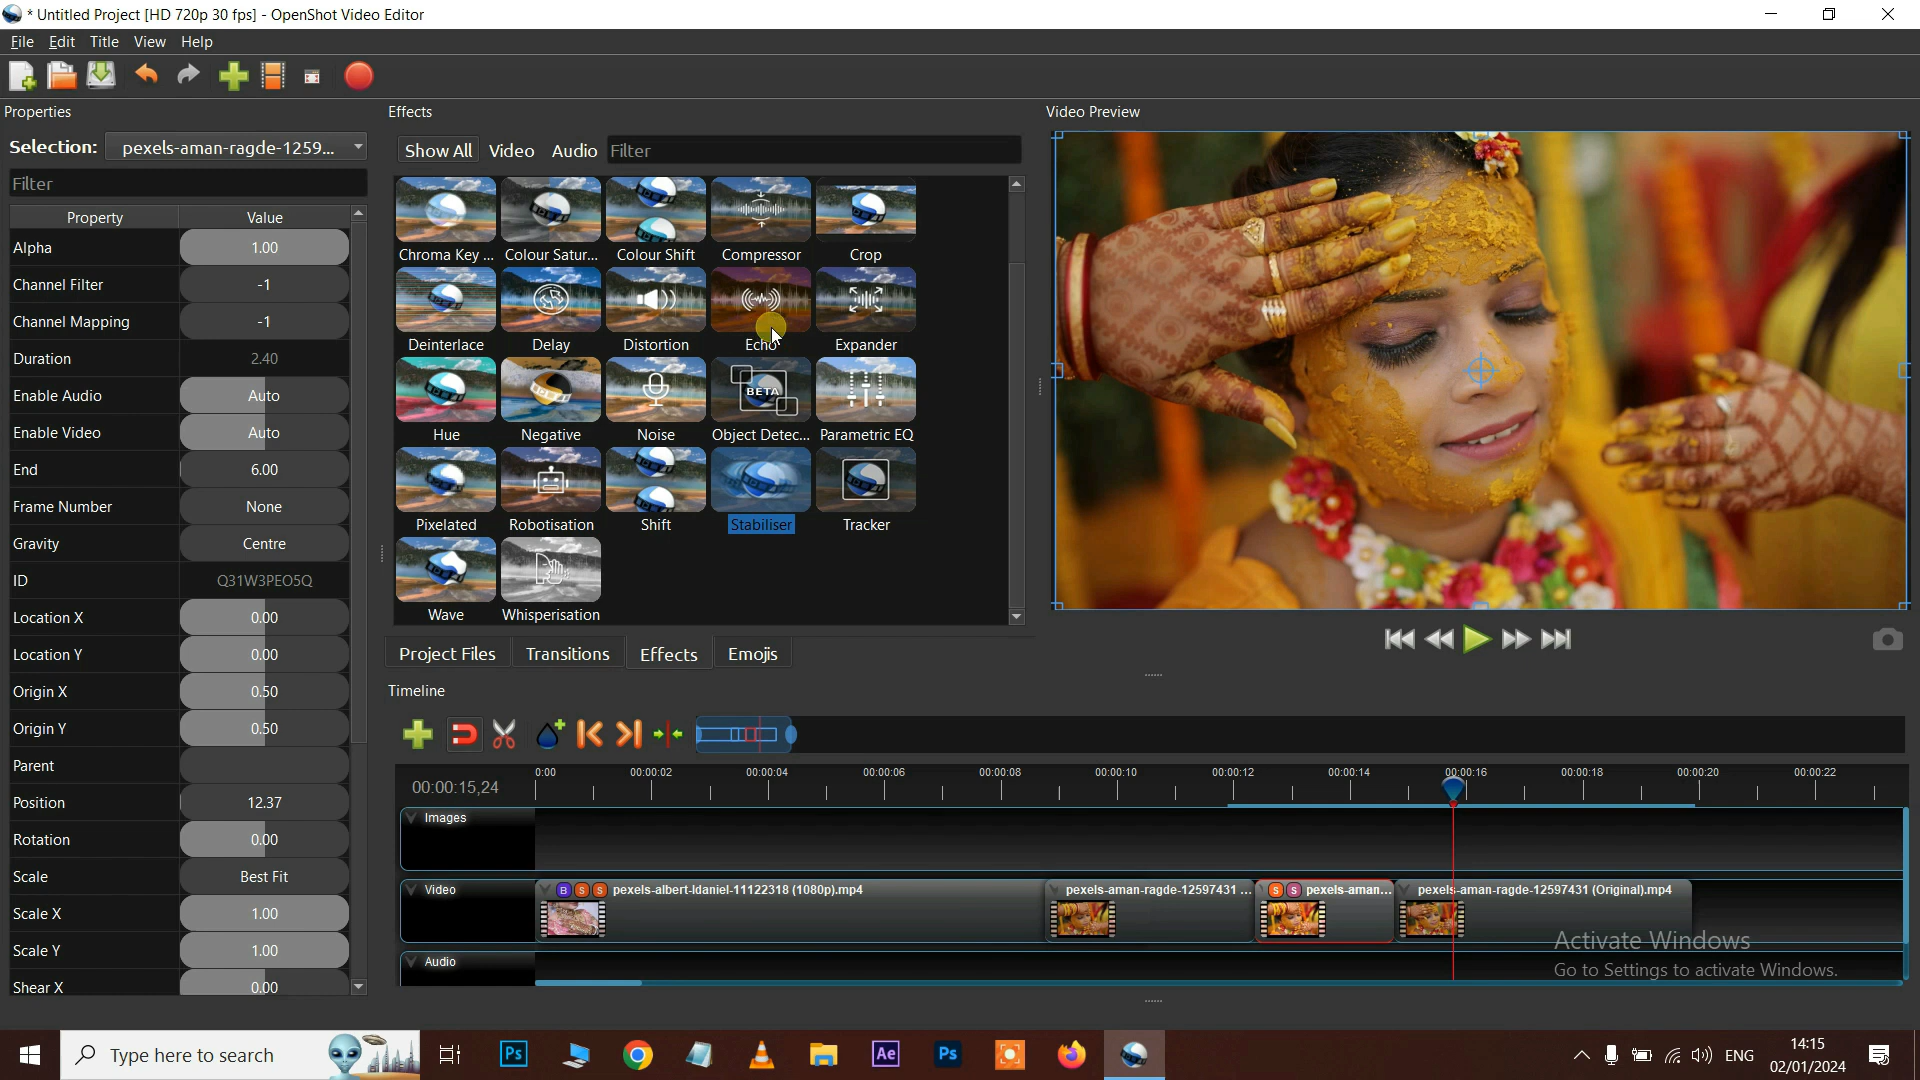 * Untitled Project [HD 720p 30 fps] - OpenShot Video Editor
File Edit Title View Help
Properties
Selection: pexels-aman-ragde-1259...
Filter
Property Value
Alpha 1.00
Channel Filter -1
Channel Mapping -1
Duration 2.40
Enable Audio Auto
Enable Video Auto
End 6.00
Frame Number None
Gravity Centre
ID Q31W3PEO5Q
Location X 0.00
Location Y 0.00
Origin X 0.50
Origin Y 0.50
Parent
Position 12.37
Rotation 0.00
Scale Best Fit
Scale X 1.00
Scale Y 1.00
Shear X 0.00
Effects
Show All Video Audio Filter
Chroma Key ... Colour Satur... Colour Shift Compressor Crop
Deinterlace Delay Distortion Echo Expander
BETA
Hue Negative Noise Object Detec... Parametric EQ
Pixelated Robotisation Shift Stabiliser Tracker
Wave Whisperisation
Project Files Transitions Effects Emojis
Video Preview
Timeline
00:00:15,24
0:00 00:00:02 00:00:04 00:00:06 00:00:08 00:00:10 00:00:12 00:00:14 00:00:16 00:00:18 00:00:20 00:00:22
Images
Video
B S S pexels-albert-ldaniel-11122318 (1080p).mp4
pexels-aman-ragde-12597431 ...
S S pexels-aman...
pexels-aman-ragde-12597431 (Original).mp4
Audio
Activate Windows
Go to Settings to activate Windows.
Type here to search
Ps
Ae
Ps
ENG
14:15
02/01/2024